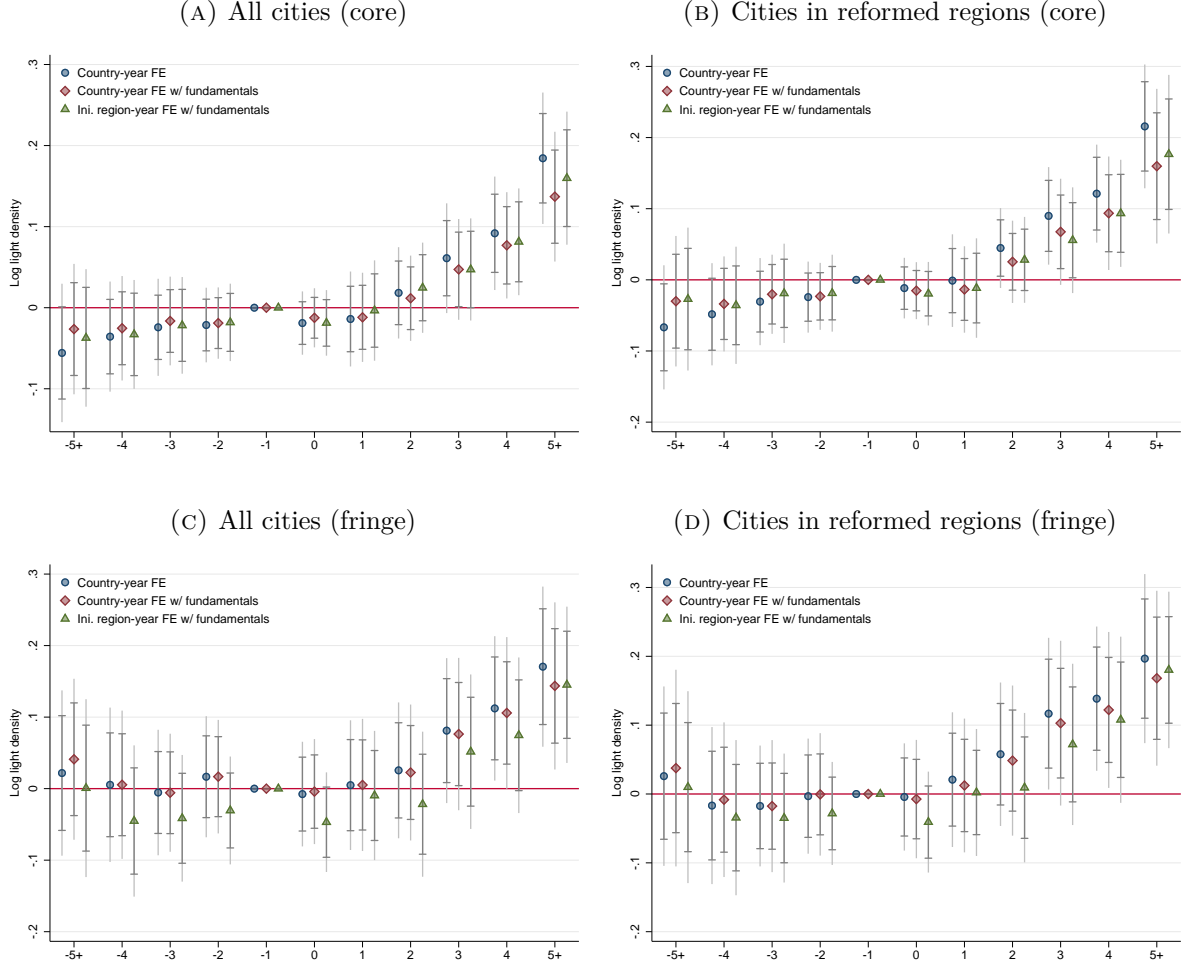 (A) All cities (core)
Log light density
.3
.2
.1
0
-.1
Country-year FE
Country-year FE w/ fundamentals
Ini. region-year FE w/ fundamentals
-5+ -4 -3 -2 -1 0 1 2 3 4 5+
(B) Cities in reformed regions (core)
Log light density
.3
.2
.1
0
-.1
-.2
Country-year FE
Country-year FE w/ fundamentals
Ini. region-year FE w/ fundamentals
-5+ -4 -3 -2 -1 0 1 2 3 4 5+
(C) All cities (fringe)
Log light density
.3
.2
.1
0
-.1
-.2
Country-year FE
Country-year FE w/ fundamentals
Ini. region-year FE w/ fundamentals
-5+ -4 -3 -2 -1 0 1 2 3 4 5+
(D) Cities in reformed regions (fringe)
Log light density
.3
.2
.1
0
-.1
-.2
Country-year FE
Country-year FE w/ fundamentals
Ini. region-year FE w/ fundamentals
-5+ -4 -3 -2 -1 0 1 2 3 4 5+